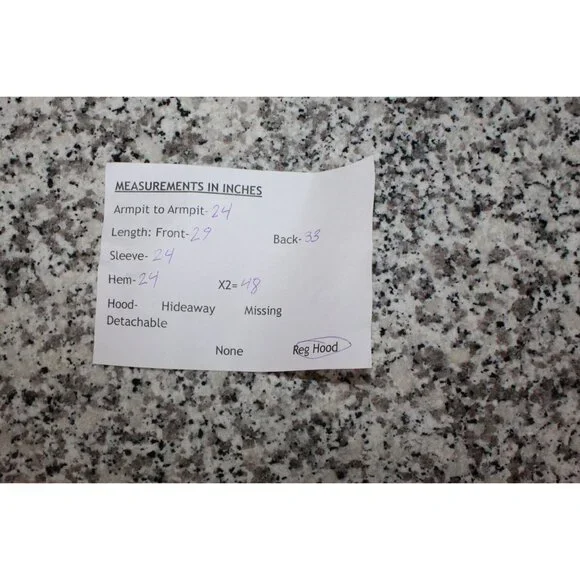 MEASUREMENTS IN INCHES
Armpit to Armpit- 24
Length: Front- 29 Back- 33
Sleeve- 24
Hem- 24 X2= 48
Hood- Hideaway Missing
Detachable
None Reg Hood